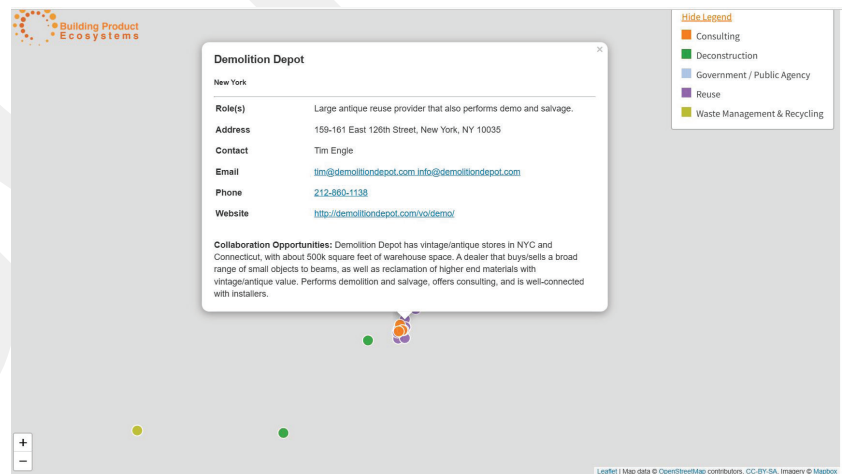 Building Product
Ecosystems
Hide Legend
Consulting
Deconstruction
Government / Public Agency
Reuse
Waste Management & Recycling
×
Demolition Depot
New York
Role(s) Large antique reuse provider that also performs demo and salvage.
Address 159-161 East 126th Street, New York, NY 10035
Contact Tim Engle
Email tim@demolitiondepot.com info@demolitiondepot.com
Phone 212-860-1138
Website http://demolitiondepot.com/vo/demo/
Collaboration Opportunities: Demolition Depot has vintage/antique stores in NYC and
Connecticut, with about 500k square feet of warehouse space. A dealer that buys/sells a broad
range of small objects to beams, as well as reclamation of higher end materials with
vintage/antique value. Performs demolition and salvage, offers consulting, and is well-connected
with installers.
+
−
Leaflet | Map data © OpenStreetMap contributors, CC-BY-SA, Imagery © Mapbox